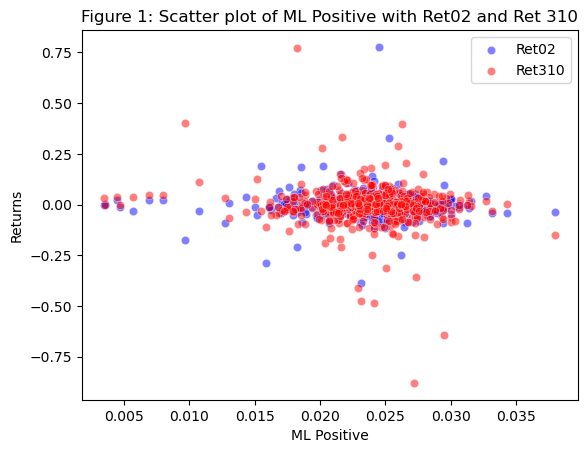 Figure 1: Scatter plot of ML Positive with Ret02 and Ret 310
Ret02
Ret310
Returns
0.75
0.50
0.25
0.00
−0.25
−0.50
−0.75
0.005 0.010 0.015 0.020 0.025 0.030 0.035
ML Positive